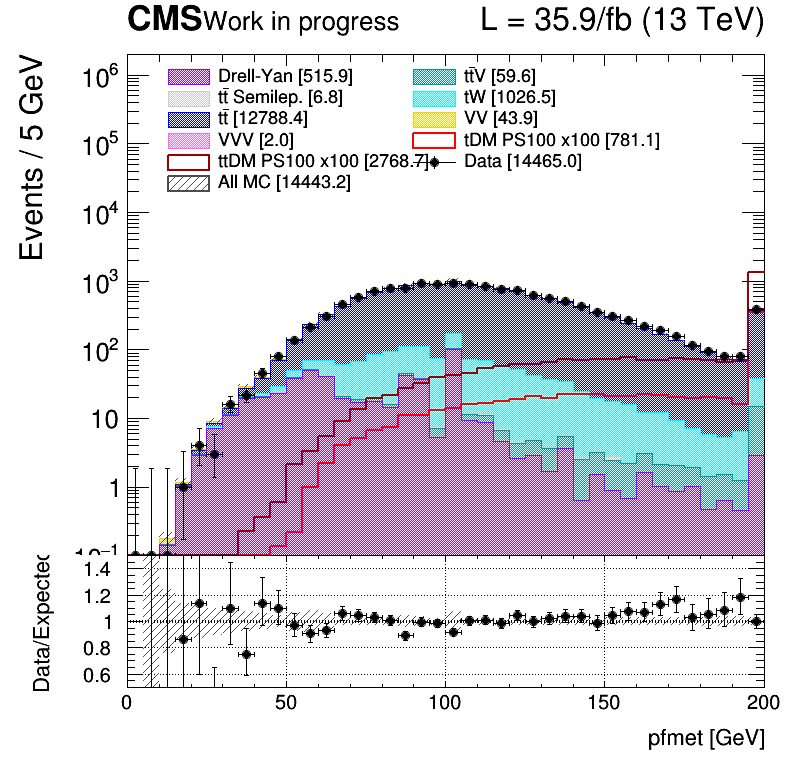 CMS Work in progress L = 35.9/fb (13 TeV)
Events / 5 GeV
10⁶
10⁵
10⁴
10³
10²
10
1
10⁻¹
Drell-Yan [515.9] tt̄V [59.6]
tt̄ Semilep. [6.8] tW [1026.5]
tt̄ [12788.4] VV [43.9]
VVV [2.0] tDM PS100 x100 [781.1]
ttDM PS100 x100 [2768.7] Data [14465.0]
All MC [14443.2]
Data/Expected
1.4
1.2
1
0.8
0.6
0 50 100 150 200
pfmet [GeV]